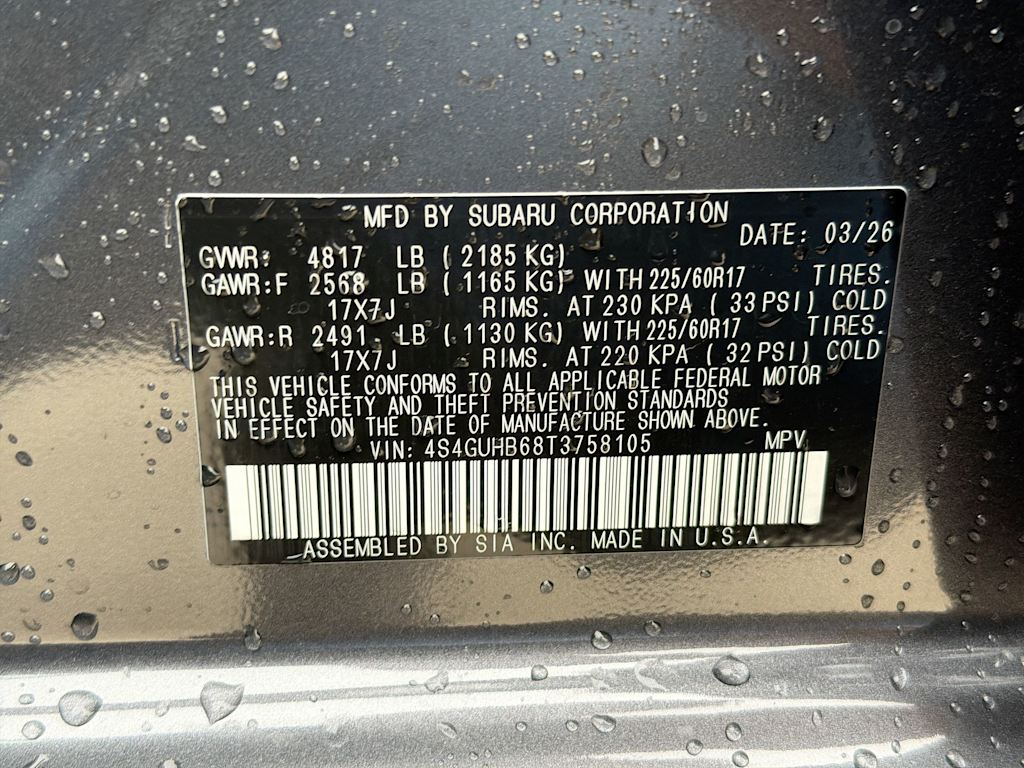 MFD BY SUBARU CORPORATION
DATE: 03/26
GVWR: 4817 LB ( 2185 KG)
GAWR:F 2568 LB ( 1165 KG) WITH 225/60R17 TIRES.
17X7J RIMS. AT 230 KPA ( 33 PSI) COLD
GAWR:R 2491 LB ( 1130 KG) WITH 225/60R17 TIRES.
17X7J RIMS. AT 220 KPA ( 32 PSI) COLD
THIS VEHICLE CONFORMS TO ALL APPLICABLE FEDERAL MOTOR
VEHICLE SAFETY AND THEFT PREVENTION STANDARDS
IN EFFECT ON THE DATE OF MANUFACTURE SHOWN ABOVE.
VIN: 4S4GUHB68T3758105 MPV
ASSEMBLED BY SIA INC. MADE IN U.S.A.